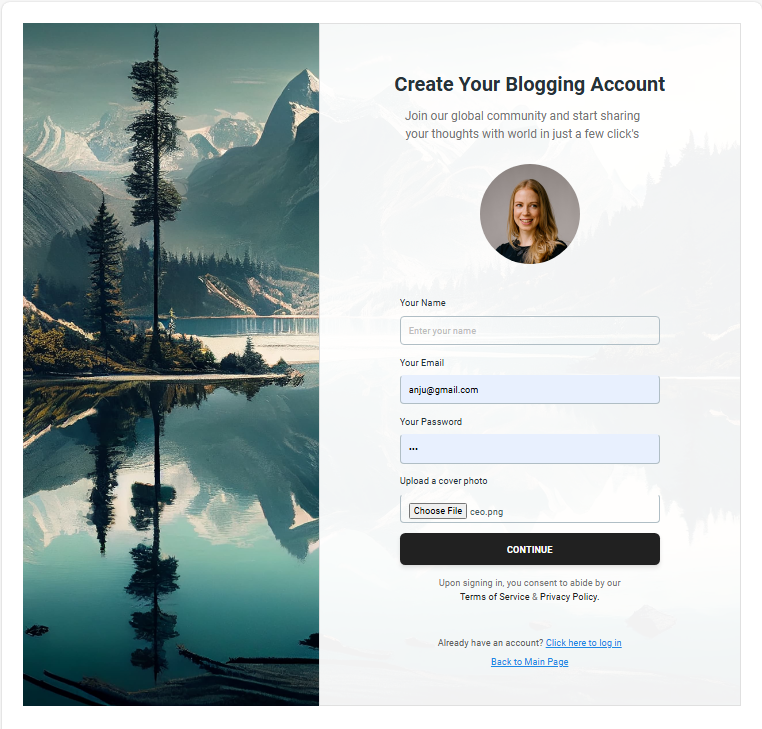 Create Your Blogging Account
Join our global community and start sharing
your thoughts with world in just a few click's
Your Name
Enter your name
Your Email
anju@gmail.com
Your Password
•••
Upload a cover photo
Choose File ceo.png
CONTINUE
Upon signing in, you consent to abide by our
Terms of Service & Privacy Policy.
Already have an account? Click here to log in
Back to Main Page